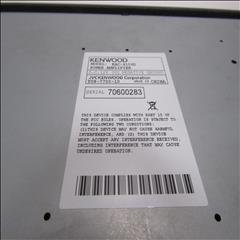 KENWOOD
POWER AMPLIFIER
JVCKENWOOD Corporation
MADE IN CHINA
SERIAL 70600283
THIS DEVICE COMPLIES WITH PART 15 OF
THE FCC RULES. OPERATION IS SUBJECT TO
THE FOLLOWING TWO CONDITIONS:
(1)THIS DEVICE MAY NOT CAUSE HARMFUL
INTERFERENCE, AND (2)THIS DEVICE
MUST ACCEPT ANY INTERFERENCE RECEIVED,
INCLUDING INTERFERENCE THAT MAY CAUSE
UNDESIRED OPERATION.